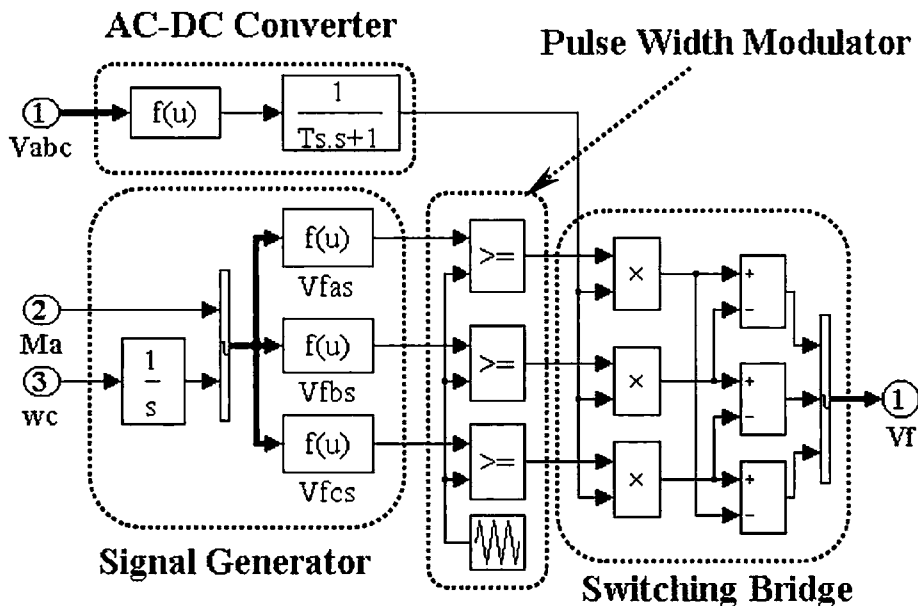 AC-DC Converter
Pulse Width Modulator
1
Vabc
f(u)
1
Ts.s+1
2
Ma
3
wc
1
s
f(u)
Vfas
f(u)
Vfbs
f(u)
Vfcs
>=
>=
>=
×
×
×
+
−
+
−
+
−
1
Vf
Signal Generator
Switching Bridge